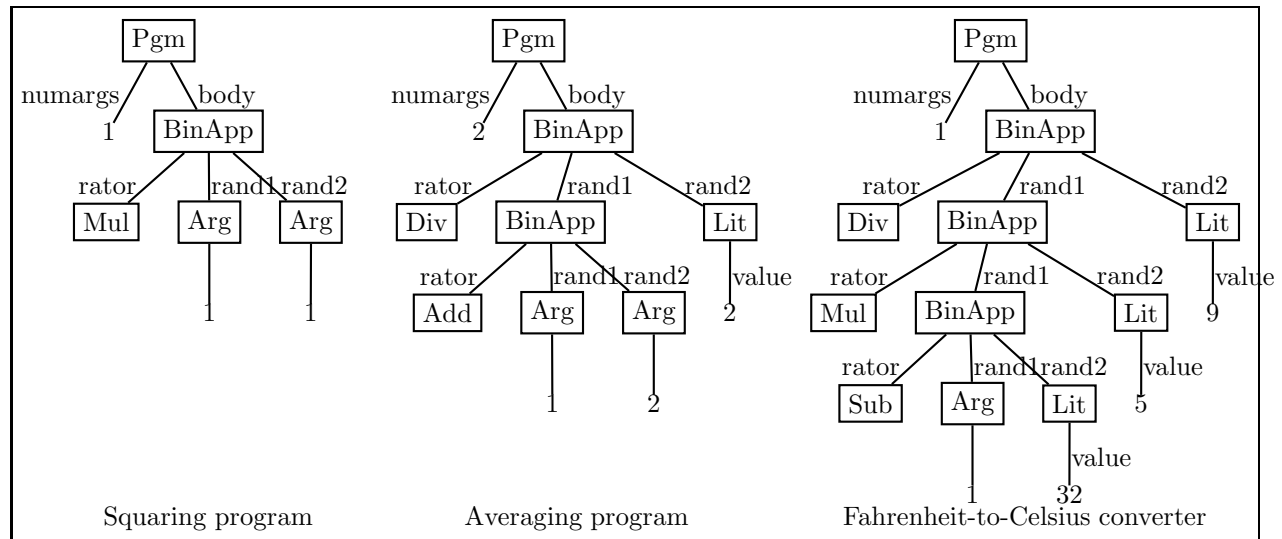 Pgm Pgm Pgm
numargs body numargs body numargs body
1 BinApp 2 BinApp 1 BinApp
rator rand1 rand2 rator rand1 rand2 rator rand1 rand2
Mul Arg Arg Div BinApp Lit Div BinApp Lit
rator rand1 rand2 value rator rand1 rand2 value
1 1 Add Arg Arg 2 Mul BinApp Lit 9
rator rand1 rand2 value
1 2 Sub Arg Lit 5
value
1 32
Squaring program Averaging program Fahrenheit-to-Celsius converter